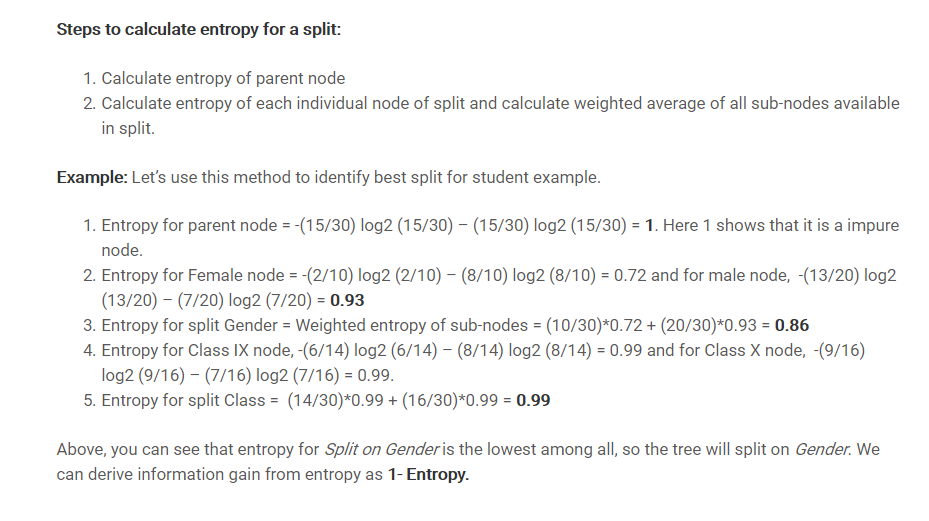 Steps to calculate entropy for a split:
1. Calculate entropy of parent node
2. Calculate entropy of each individual node of split and calculate weighted average of all sub-nodes available
in split.
Example: Let’s use this method to identify best split for student example.
1. Entropy for parent node = -(15/30) log2 (15/30) – (15/30) log2 (15/30) = 1. Here 1 shows that it is a impure
node.
2. Entropy for Female node = -(2/10) log2 (2/10) – (8/10) log2 (8/10) = 0.72 and for male node,  -(13/20) log2
(13/20) – (7/20) log2 (7/20) = 0.93
3. Entropy for split Gender = Weighted entropy of sub-nodes = (10/30)*0.72 + (20/30)*0.93 = 0.86
4. Entropy for Class IX node, -(6/14) log2 (6/14) – (8/14) log2 (8/14) = 0.99 and for Class X node,  -(9/16)
log2 (9/16) – (7/16) log2 (7/16) = 0.99.
5. Entropy for split Class =  (14/30)*0.99 + (16/30)*0.99 = 0.99
Above, you can see that entropy for Split on Gender is the lowest among all, so the tree will split on Gender. We
can derive information gain from entropy as 1- Entropy.